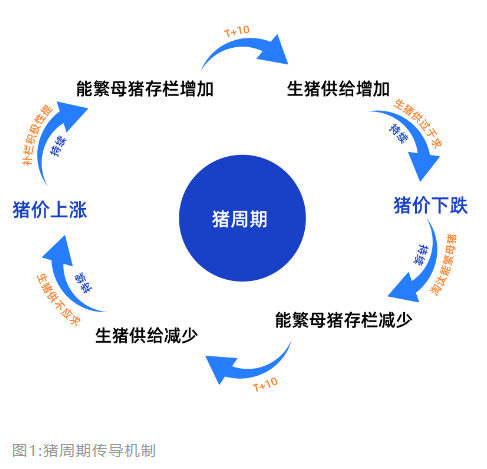 T+10
能繁母猪存栏增加
生猪供给增加
补栏积极性提
持续
生猪供过于求
持续
猪价上涨
猪周期
猪价下跌
生猪供不应求
持续
持续
淘汰能繁母猪
生猪供给减少
能繁母猪存栏减少
T+10
图1:猪周期传导机制